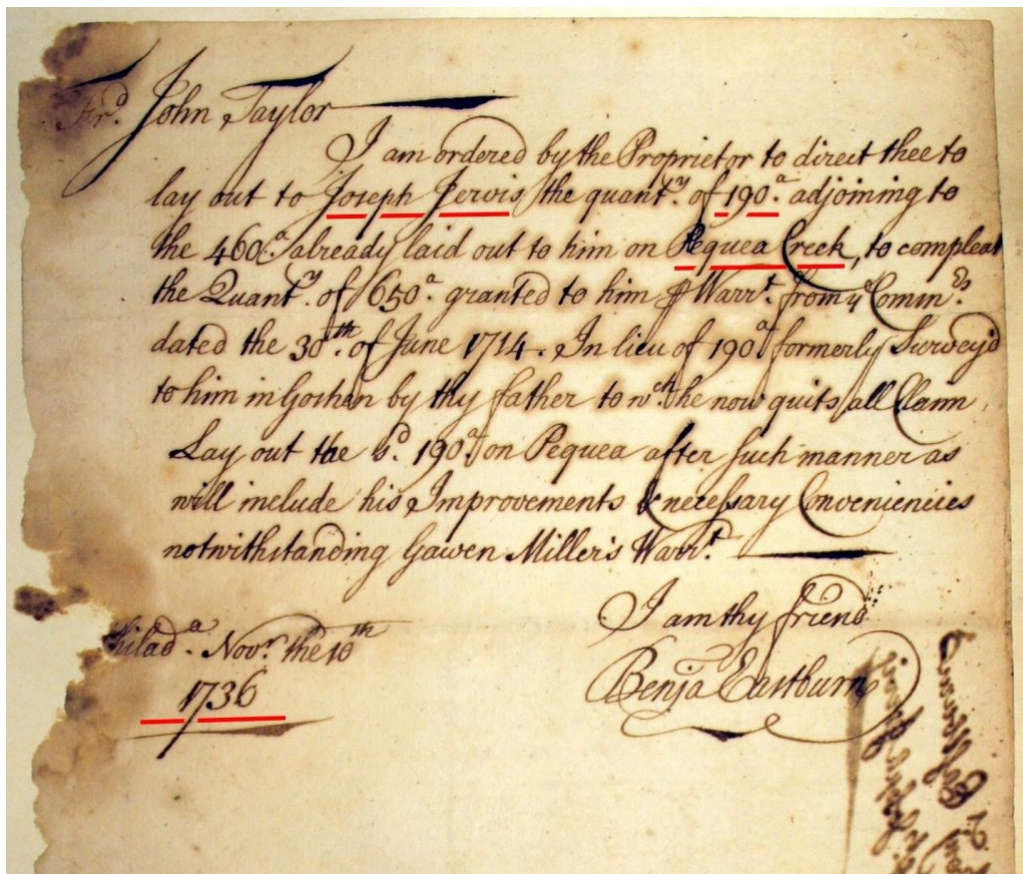 Frd. John Taylor
I am ordered by the Proprietor to direct thee to
lay out to Joseph Jervis the quanty. of 190a. adjoining to
the 460a. already laid out to him on Pequea Creek, to compleat
the Quanty. of 650a. granted to him ⅌ Warrt. from ye Commrs.
dated the 30th. of June 1714. In lieu of 190a formerly Survey'd
to him in Goshen by thy father to wch. he now quits all Claim,
Lay out the sd. 190a. on Pequea after such manner as
will include his Improvements & necessary Conveniencies
notwithstanding Gawen Miller's Warrt.
I am thy friend
Benja Eastburn
Philada. Novr. the 10th
1736